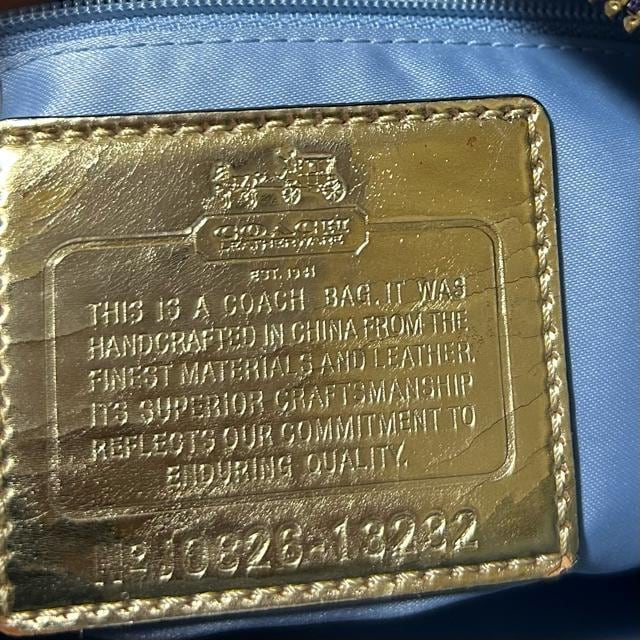 COACH
LEATHERWARE
EST. 1941
THIS IS A COACH BAG. IT WAS
HANDCRAFTED IN CHINA FROM THE
FINEST MATERIALS AND LEATHER.
ITS SUPERIOR CRAFTSMANSHIP
REFLECTS OUR COMMITMENT TO
ENDURING QUALITY.
Nº J0826-13282